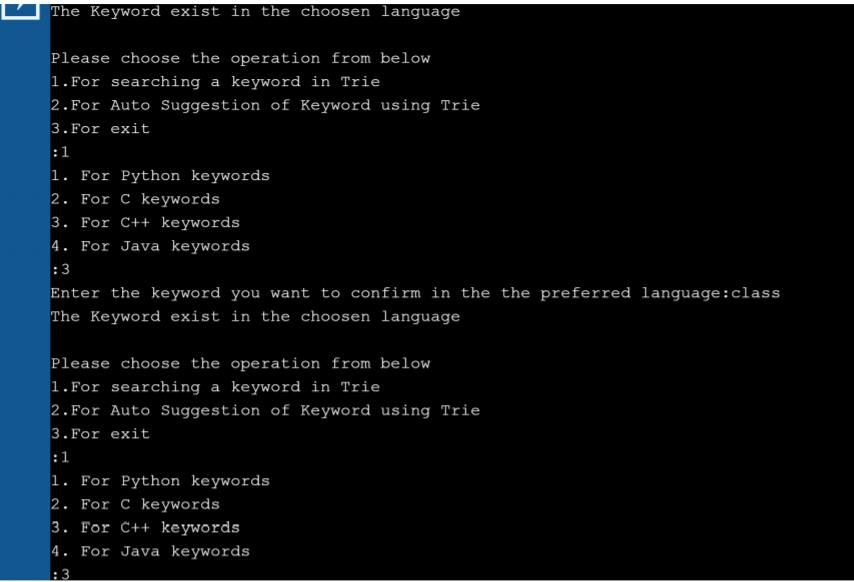 The Keyword exist in the choosen language
Please choose the operation from below
1.For searching a keyword in Trie
2.For Auto Suggestion of Keyword using Trie
3.For exit
:1
1. For Python keywords
2. For C keywords
3. For C++ keywords
4. For Java keywords
:3
Enter the keyword you want to confirm in the the preferred language:class
The Keyword exist in the choosen language
Please choose the operation from below
1.For searching a keyword in Trie
2.For Auto Suggestion of Keyword using Trie
3.For exit
:1
1. For Python keywords
2. For C keywords
3. For C++ keywords
4. For Java keywords
:3